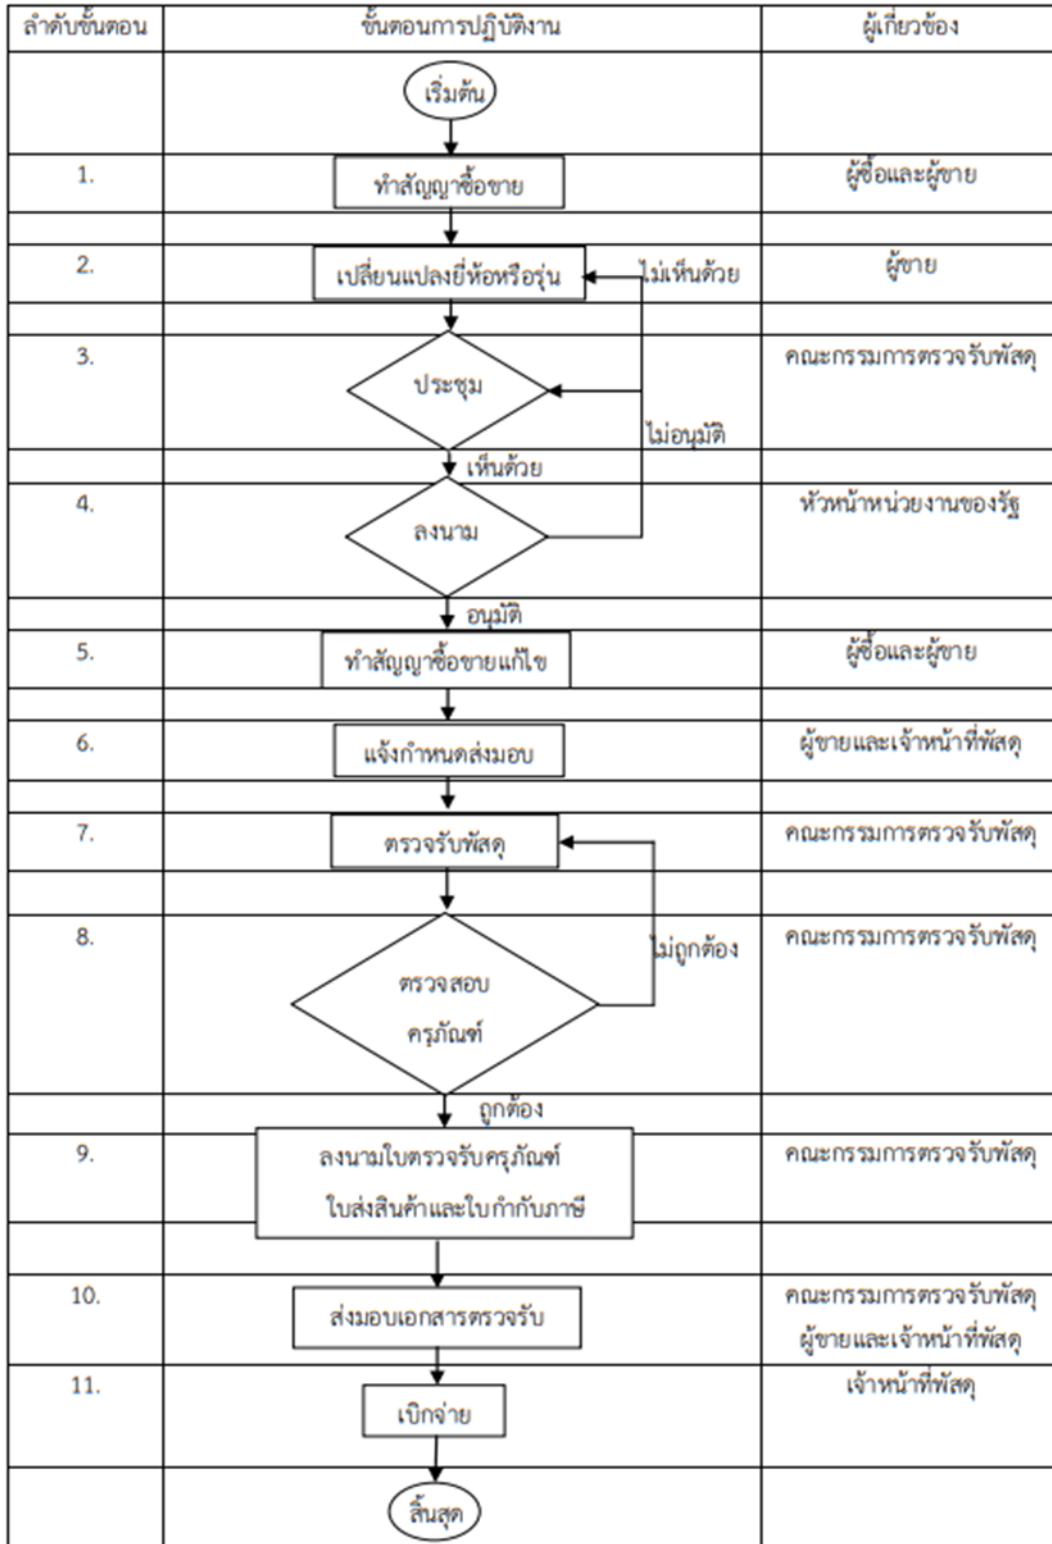 ลำดับขั้นตอน ขั้นตอนการปฏิบัติงาน ผู้เกี่ยวข้อง
เริ่มต้น
1. ทำสัญญาซื้อขาย ผู้ซื้อและผู้ขาย
2. เปลี่ยนแปลงยี่ห้อหรือรุ่น ไม่เห็นด้วย ผู้ขาย
3. ประชุม คณะกรรมการตรวจรับพัสดุ
ไม่อนุมัติ
เห็นด้วย
4. ลงนาม หัวหน้าหน่วยงานของรัฐ
อนุมัติ
5. ทำสัญญาซื้อขายแก้ไข ผู้ซื้อและผู้ขาย
6. แจ้งกำหนดส่งมอบ ผู้ขายและเจ้าหน้าที่พัสดุ
7. ตรวจรับพัสดุ คณะกรรมการตรวจรับพัสดุ
8. ไม่ถูกต้อง คณะกรรมการตรวจรับพัสดุ
ตรวจสอบ
ครุภัณฑ์
ถูกต้อง
9. ลงนามใบตรวจรับครุภัณฑ์ คณะกรรมการตรวจรับพัสดุ
ใบส่งสินค้าและใบกำกับภาษี
10. ส่งมอบเอกสารตรวจรับ คณะกรรมการตรวจรับพัสดุ
ผู้ขายและเจ้าหน้าที่พัสดุ
11. เบิกจ่าย เจ้าหน้าที่พัสดุ
สิ้นสุด